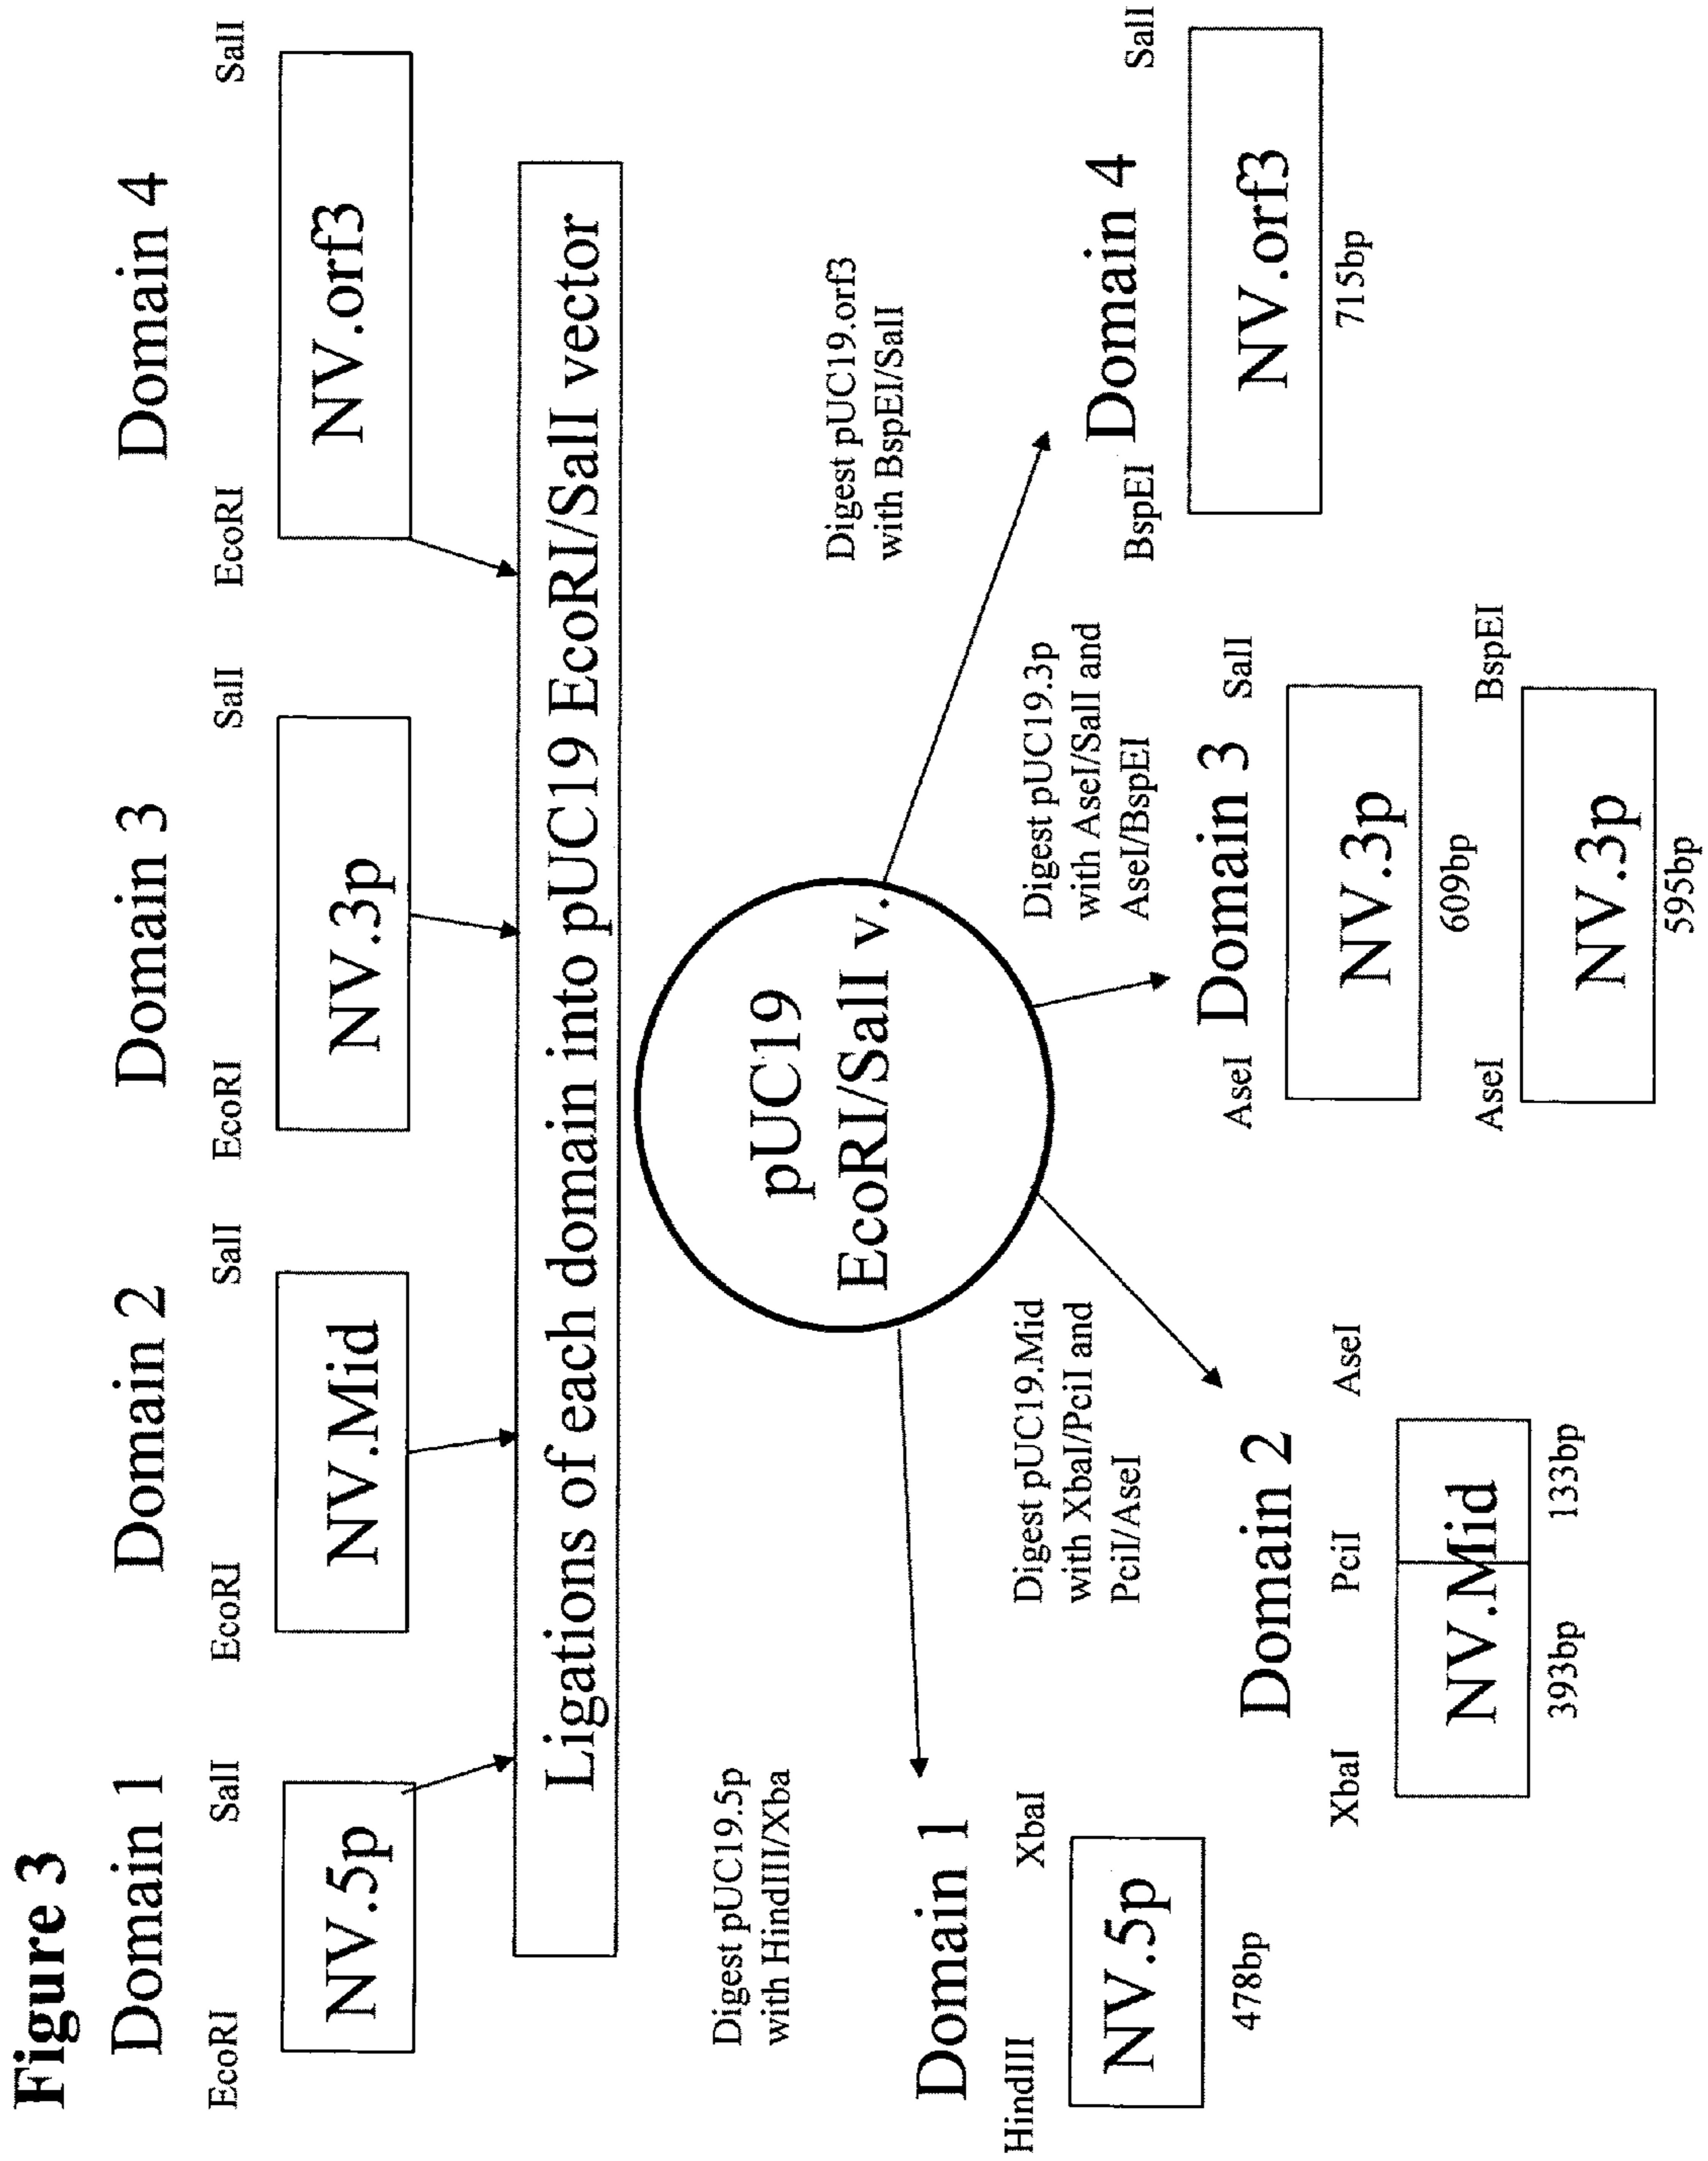 Figure 3
Domain 1 Domain 2 Domain 3 Domain 4
EcoRI SalI EcoRI SalI EcoRI SalI EcoRI SalI
NV.5p NV.Mid NV.3p NV.orf3
Ligations of each domain into pUC19 EcoRI/SalI vector
pUC19
EcoRI/SalI v.
Digest pUC19.5p
with HindIII/Xba
Digest pUC19.Mid
with XbaI/PciI and
PciI/AseI
Digest pUC19.3p
with AseI/SalI and
AseI/BspEI
Digest pUC19.orf3
with BspEI/SalI
Domain 1
HindIII XbaI
NV.5p
478bp
Domain 2
XbaI PciI AseI
NV.Mid
393bp 133bp
Domain 3
AseI SalI
NV.3p
609bp
AseI BspEI
NV.3p
595bp
Domain 4
BspEI SalI
NV.orf3
715bp